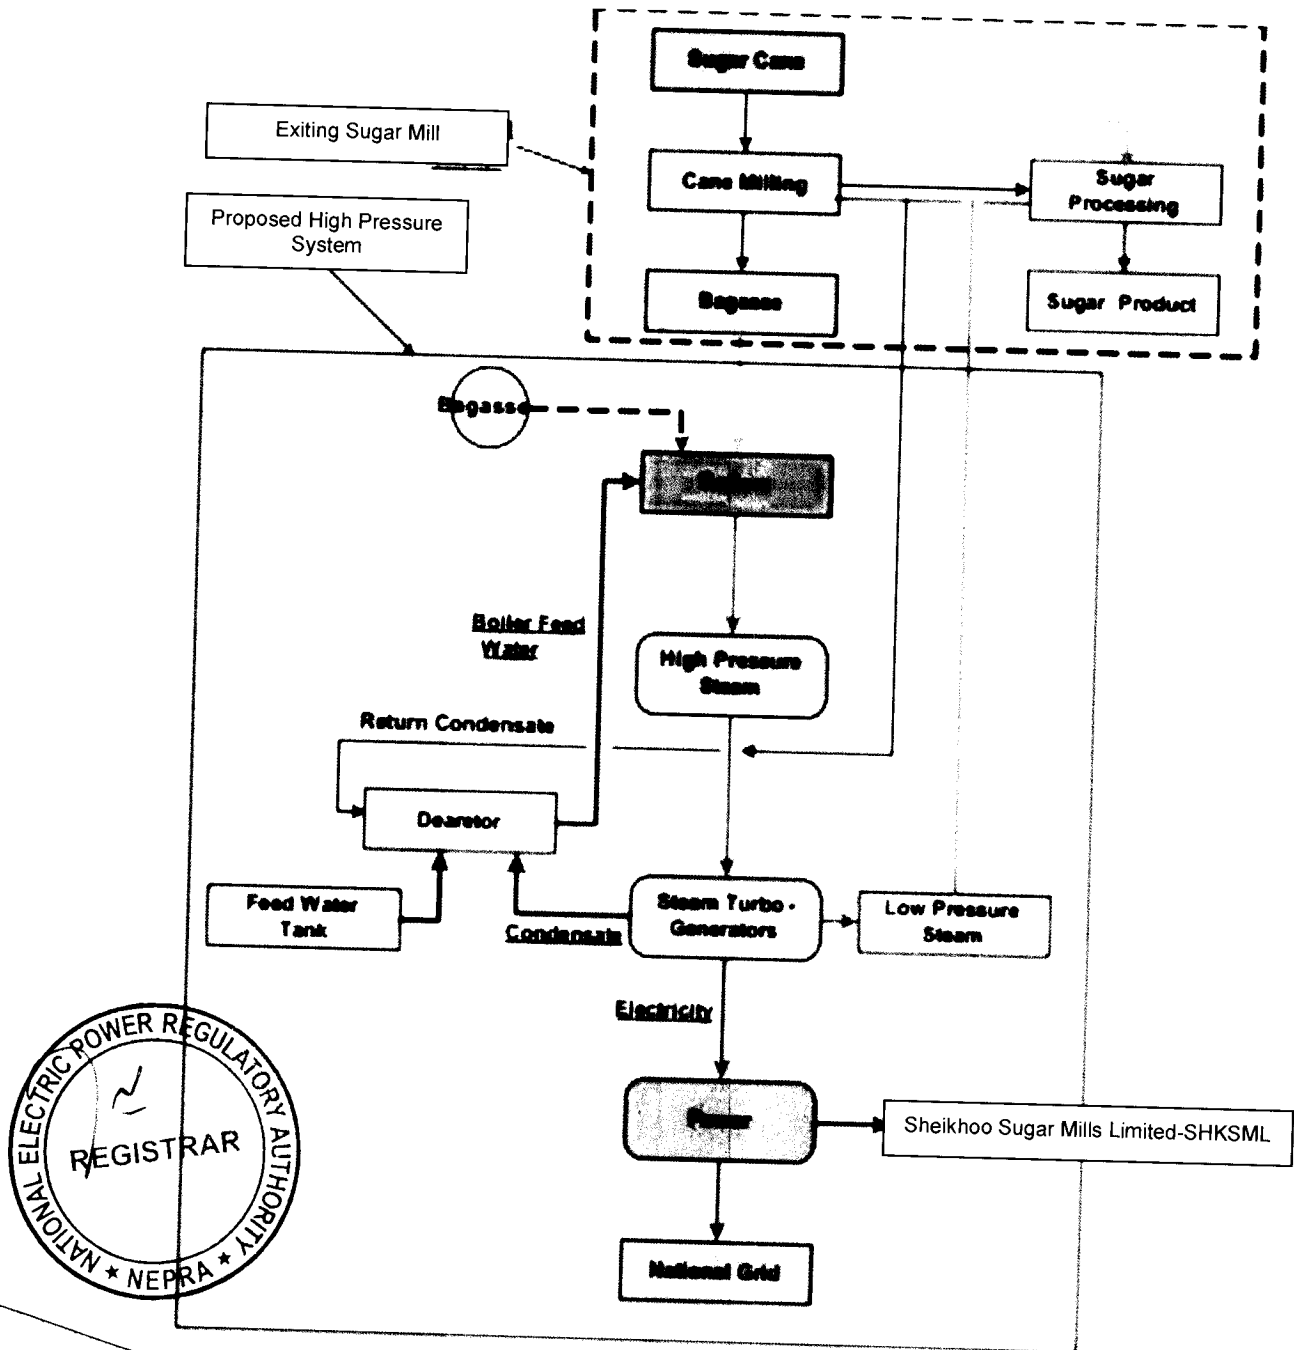 Sugar Cane
Exiting Sugar Mill
Cane Milling
Sugar
Processing
Proposed High Pressure
System
Bagasse
Sugar Product
Bagasse
Boiler Feed
Water
High Pressure
Steam
Return Condensate
Dearetor
Feed Water
Tank
Condensate
Steam Turbo -
Generators
Low Pressure
Steam
Electricity
Power
Sheikhoo Sugar Mills Limited-SHKSML
National Grid
NATIONAL ELECTRIC POWER REGULATORY AUTHORITY
REGISTRAR
★ NEPRA ★